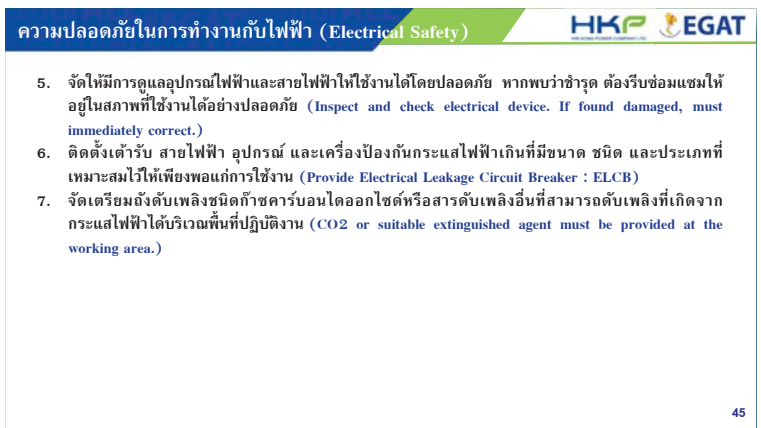 ความปลอดภัยในการทำงานกับไฟฟ้า (Electrical Safety)
HKP
EGAT
5. จัดให้มีการดูแลอุปกรณ์ไฟฟ้าและสายไฟฟ้าให้ใช้งานได้โดยปลอดภัย หากพบว่าชำรุด ต้องรีบซ่อมแซมให้
อยู่ในสภาพที่ใช้งานได้อย่างปลอดภัย (Inspect and check electrical device. If found damaged, must
immediately correct.)
6. ติดตั้งเต้ารับ สายไฟฟ้า อุปกรณ์ และเครื่องป้องกันกระแสไฟฟ้าเกินที่มีขนาด ชนิด และประเภทที่
เหมาะสมไว้ให้เพียงพอแก่การใช้งาน (Provide Electrical Leakage Circuit Breaker : ELCB)
7. จัดเตรียมถังดับเพลิงชนิดก๊าซคาร์บอนไดออกไซด์หรือสารดับเพลิงอื่นที่สามารถดับเพลิงที่เกิดจาก
กระแสไฟฟ้าได้บริเวณพื้นที่ปฏิบัติงาน (CO2 or suitable extinguished agent must be provided at the
working area.)
45